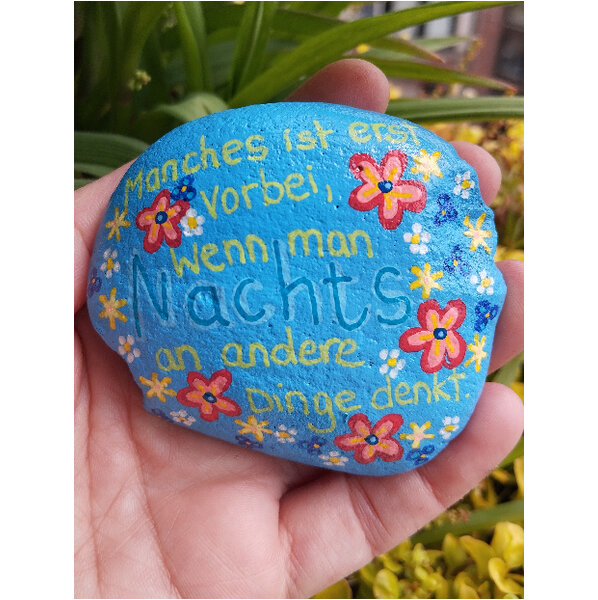 Manches ist erst
vorbei,
wenn man
Nachts
an andere
Dinge denkt.